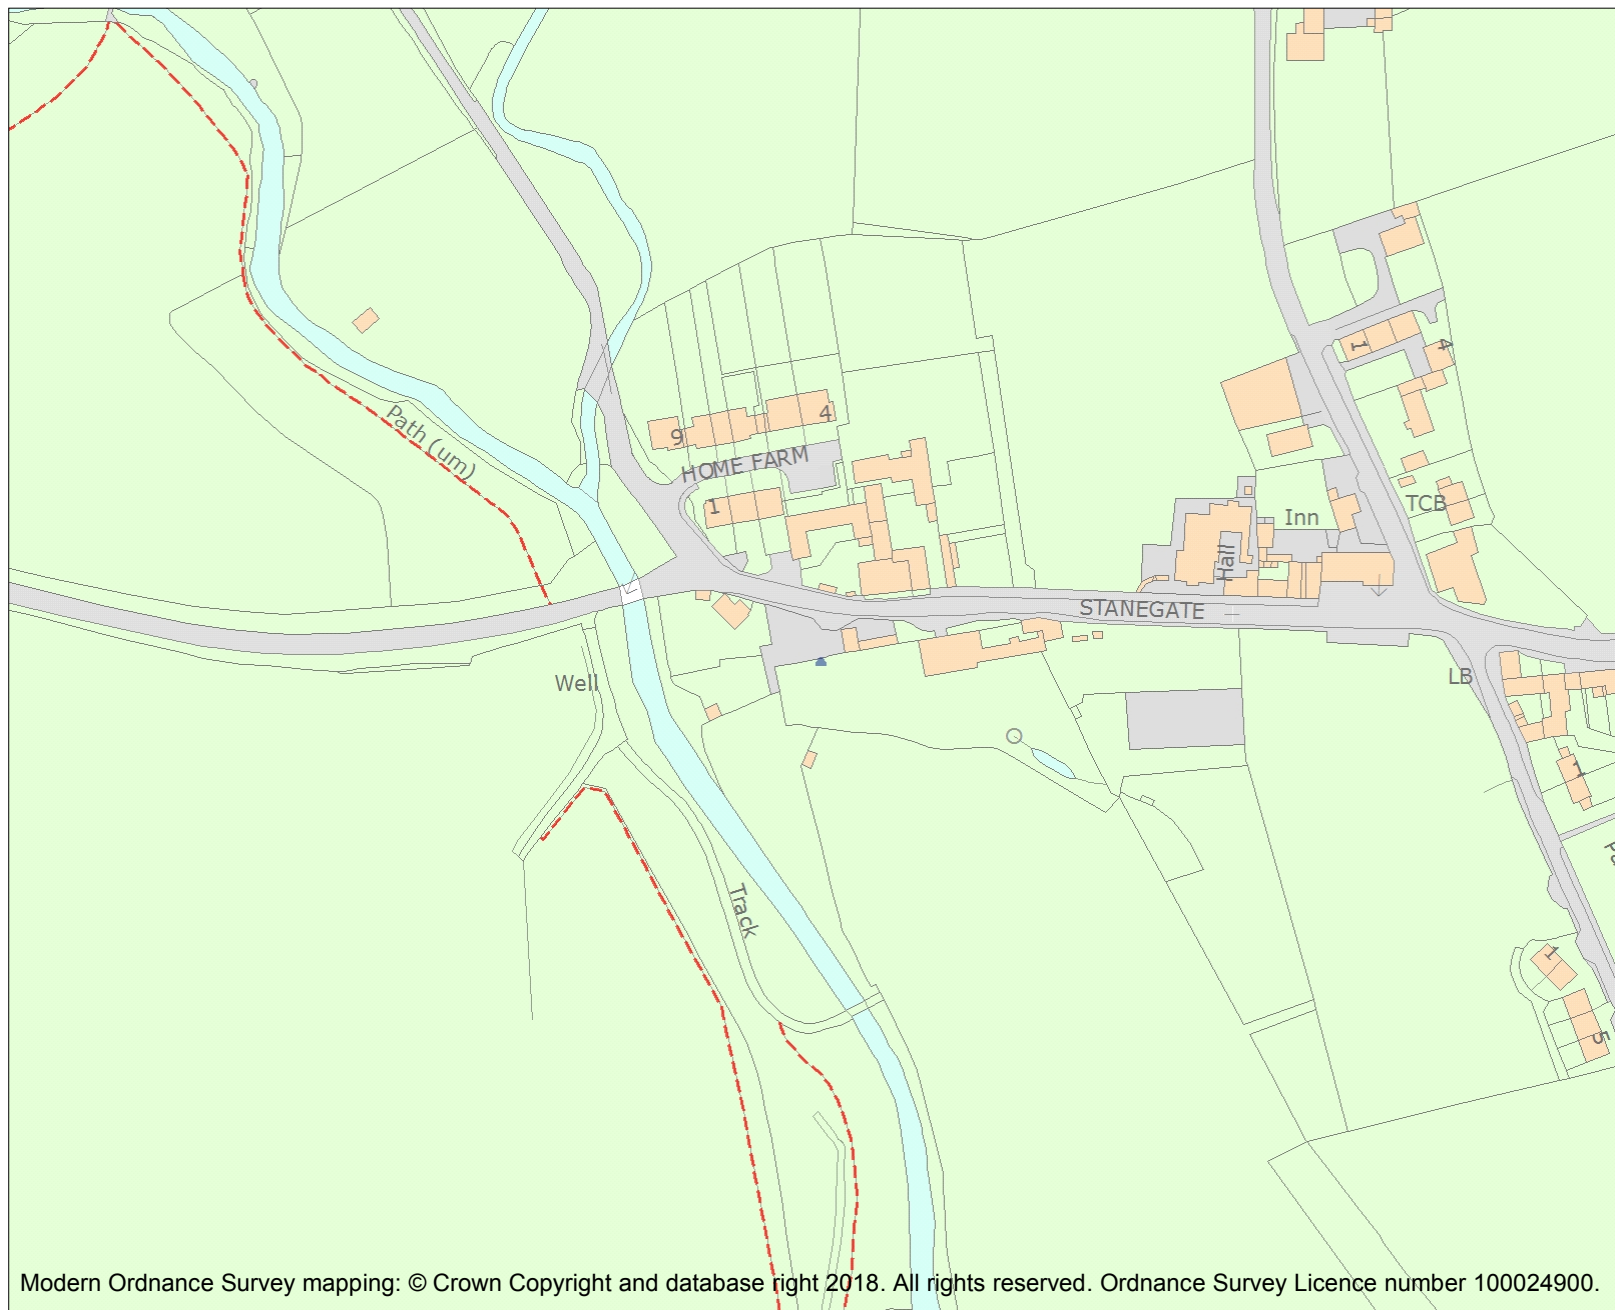 1
4
Path (um)
4
9
HOME FARM
1
TCB
Inn
Hall
STANEGATE
Well
LB
1
Track
1
5
Modern Ordnance Survey mapping: © Crown Copyright and database right 2018. All rights reserved. Ordnance Survey Licence number 100024900.